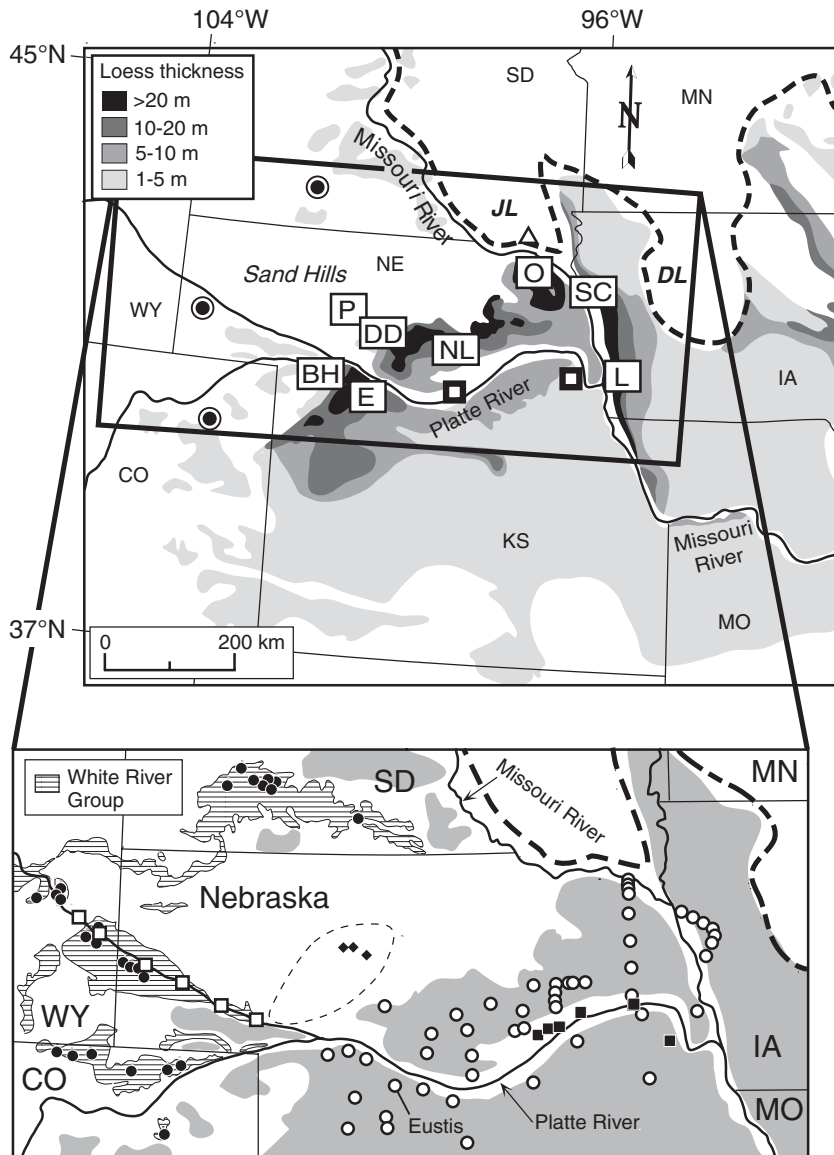 104°W
96°W
45°N
Loess thickness
>20 m
10-20 m
5-10 m
1-5 m
SD
MN
N
Missouri River
JL
Sand Hills
NE
O
SC
DL
WY
P
DD
NL
BH
E
L
IA
Platte River
CO
KS
Missouri
River
MO
37°N
0
200 km
White River
Group
SD
MN
Missouri River
Nebraska
WY
IA
CO
MO
Eustis
Platte River